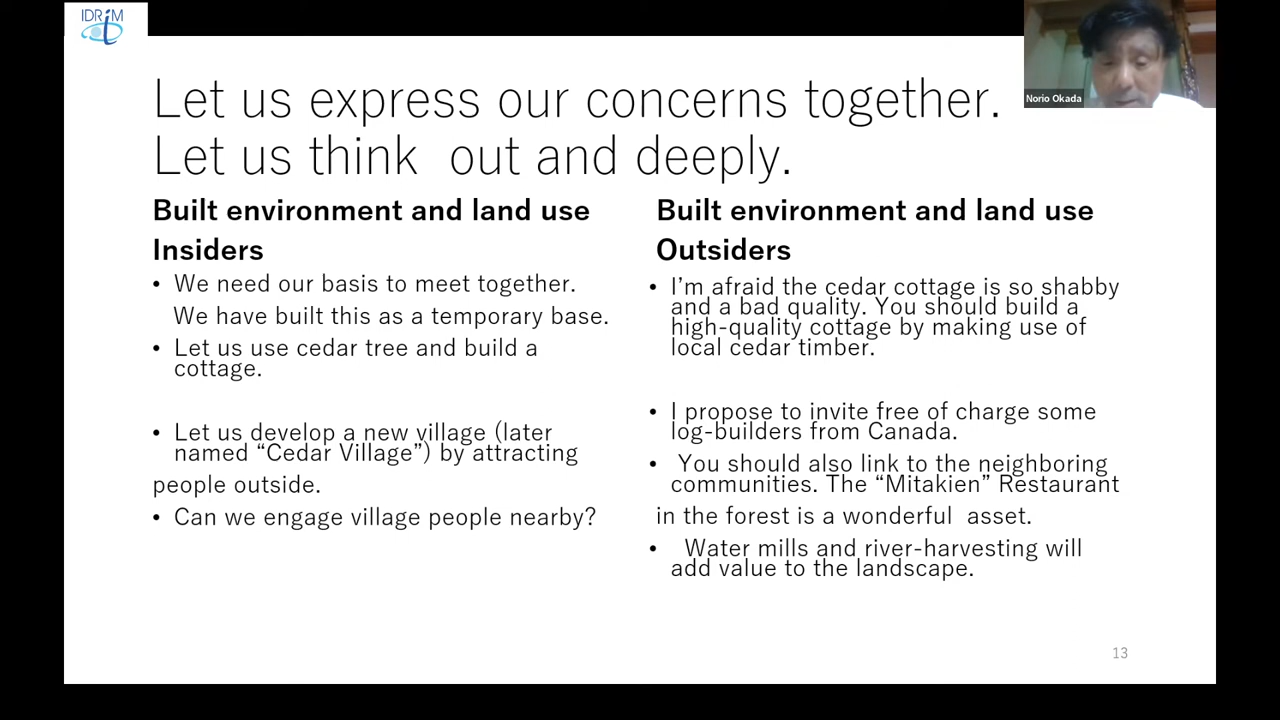 IDRiM
Norio Okada
Let us express our concerns together.
Let us think  out and deeply.
Built environment and land use
Insiders
• We need our basis to meet together.
We have built this as a temporary base.
• Let us use cedar tree and build a
cottage.
• Let us develop a new village (later
named “Cedar Village”) by attracting
people outside.
• Can we engage village people nearby?
Built environment and land use
Outsiders
• I’m afraid the cedar cottage is so shabby
and a bad quality. You should build a
high-quality cottage by making use of
local cedar timber.
• I propose to invite free of charge some
log-builders from Canada.
• You should also link to the neighboring
communities. The “Mitakien” Restaurant
in the forest is a wonderful  asset.
• Water mills and river-harvesting will
add value to the landscape.
13